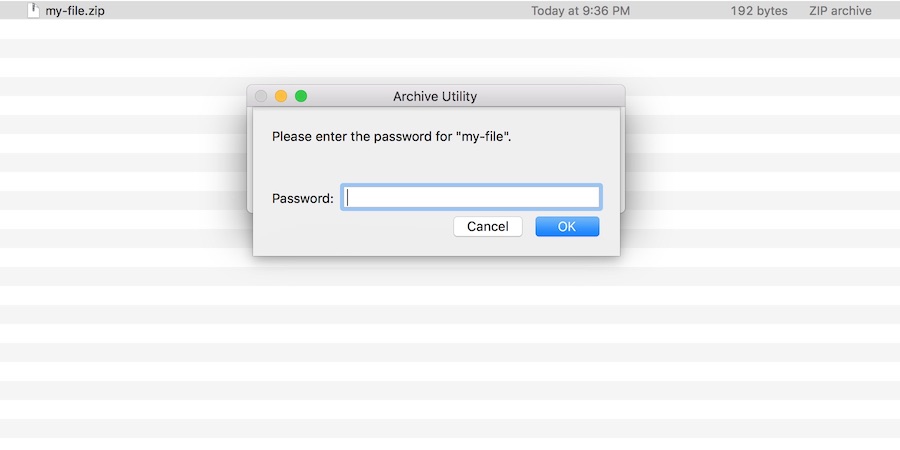 my-file.zip Today at 9:36 PM 192 bytes ZIP archive
Archive Utility
Please enter the password for "my-file".
Password:
Cancel OK